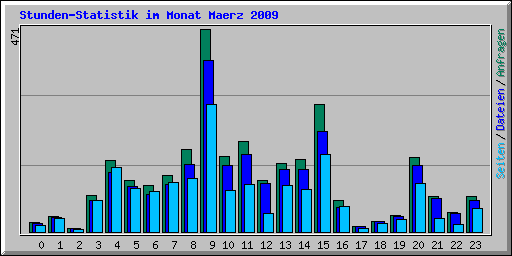 Stunden-Statistik im Monat Maerz 2009
471
0 1 2 3 4 5 6 7 8 9 10 11 12 13 14 15 16 17 18 19 20 21 22 23
Seiten / Dateien / Anfragen